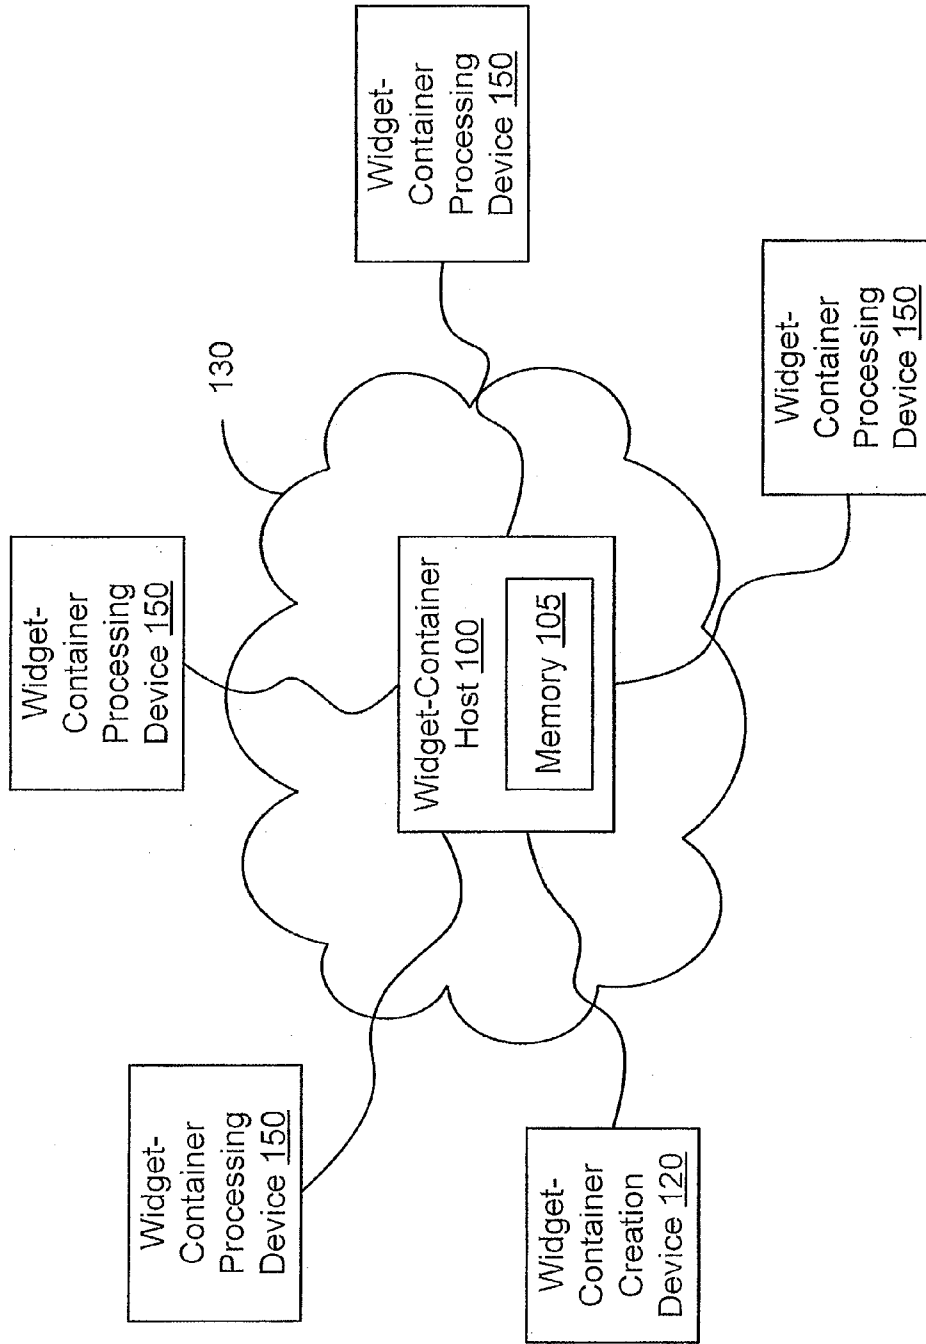 Widget-
Container
Processing
Device 150
Widget-
Container
Processing
Device 150
Widget-
Container
Processing
Device 150
130
Widget-Container
Host 100
Memory 105
Widget-
Container
Creation
Device 120
Widget-
Container
Processing
Device 150